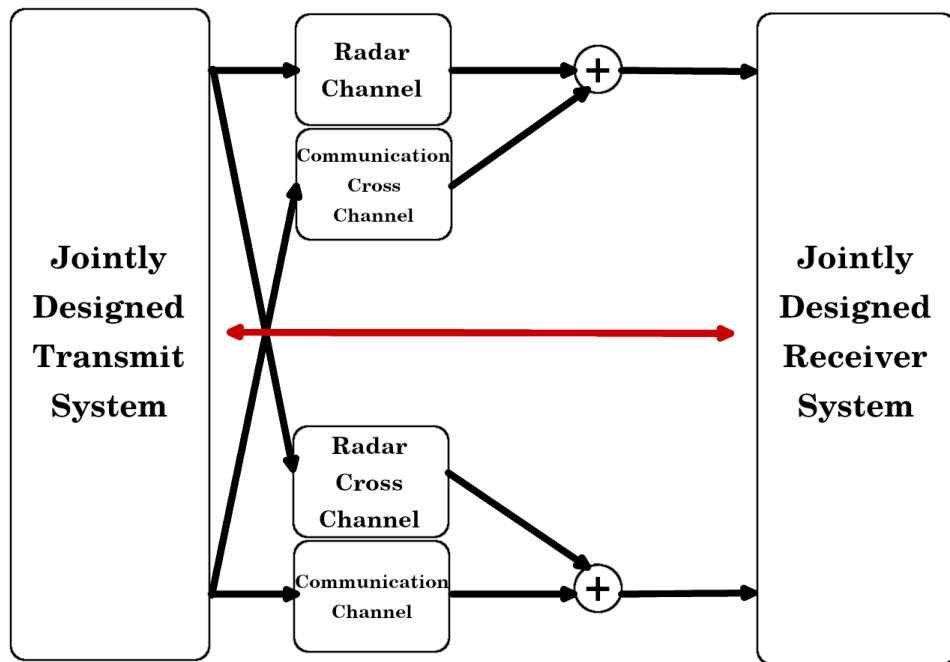 Jointly
Designed
Transmit
System
Radar
Channel
+
Communication
Cross
Channel
Radar
Cross
Channel
Communication
Channel
+
Jointly
Designed
Receiver
System